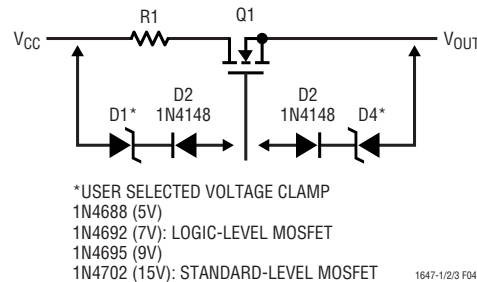 R1
Q1
VCC
VOUT
D2
D2
D1*
1N4148
1N4148
D4*
*USER SELECTED VOLTAGE CLAMP
1N4688 (5V)
1N4692 (7V): LOGIC-LEVEL MOSFET
1N4695 (9V)
1N4702 (15V): STANDARD-LEVEL MOSFET
1647-1/2/3 F04